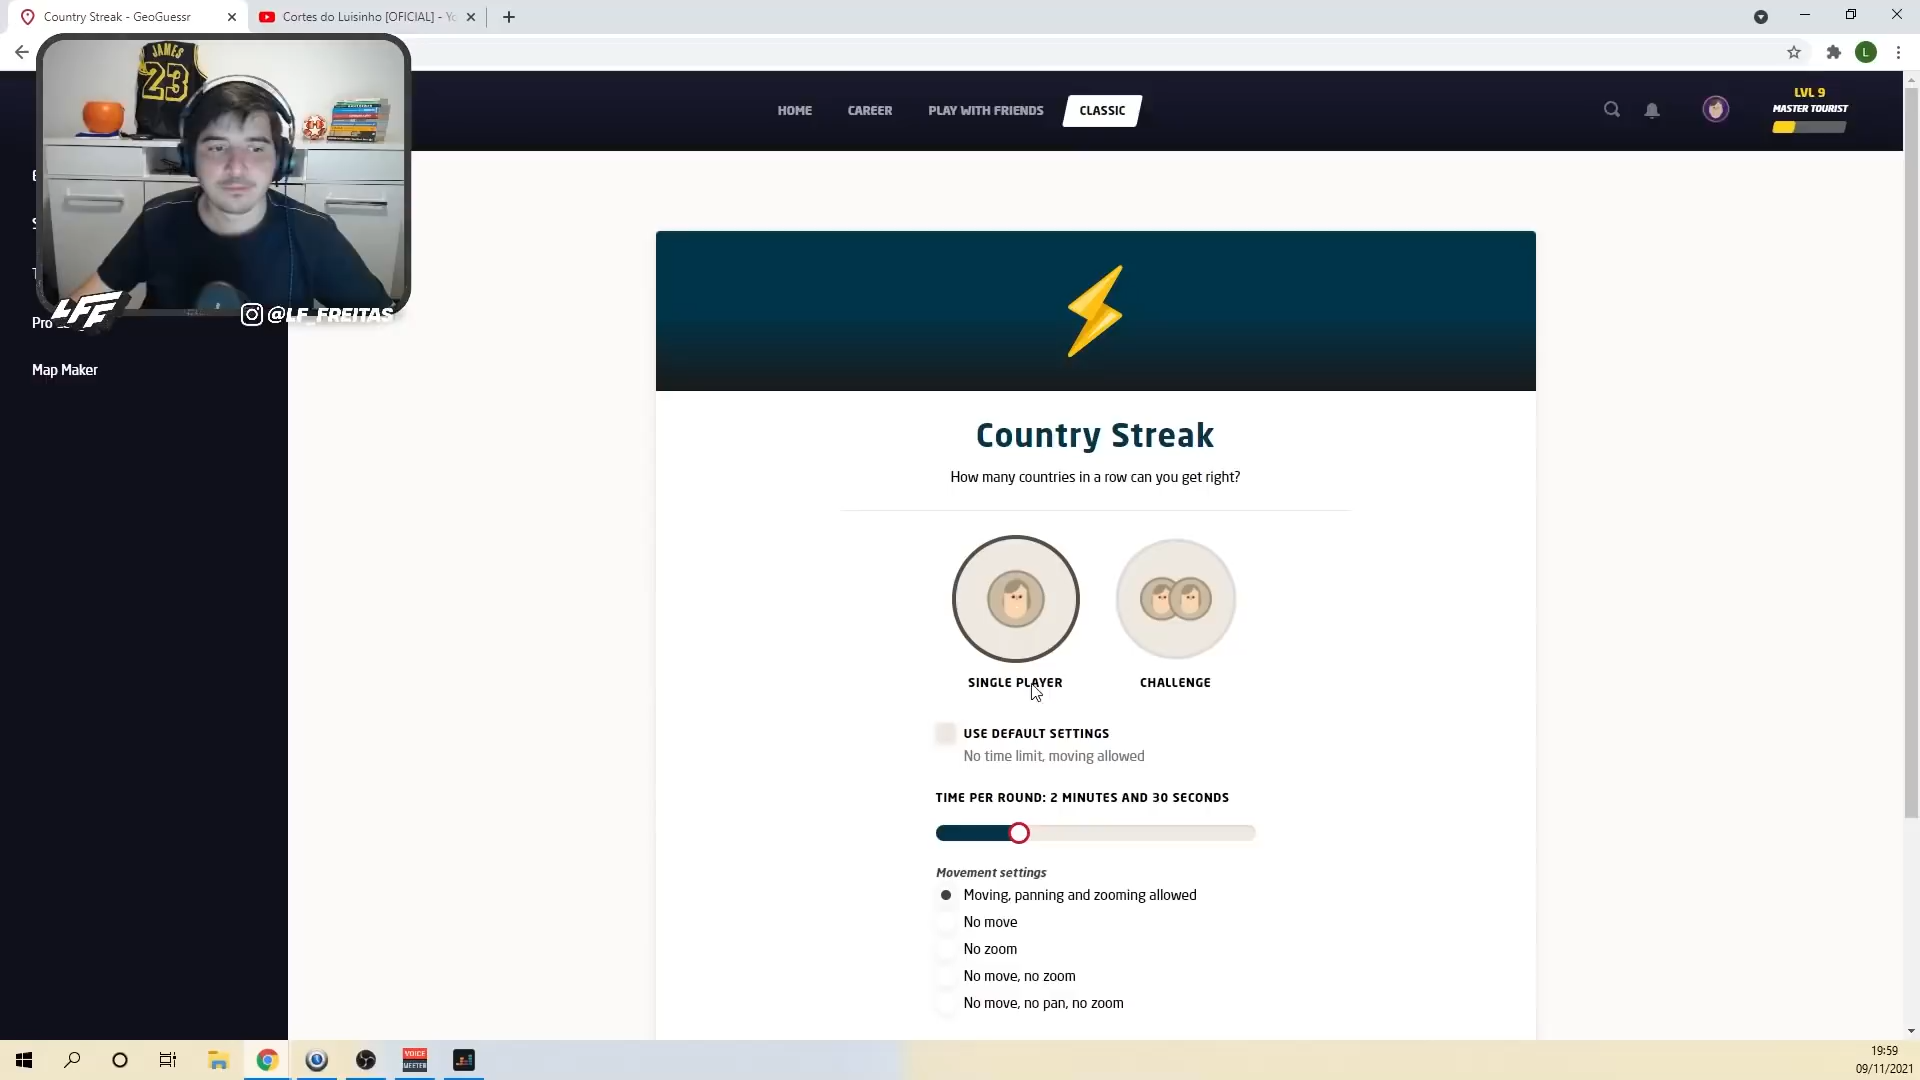 Country Streak - GeoGuessr
Cortes do Luisinho [OFICIAL] - Yo
L
JAMES
23
HOME
CAREER
PLAY WITH FRIENDS
CLASSIC
LVL 9
MASTER TOURIST
LFF
@LF_FREITAS
Pro
Map Maker
Country Streak
How many countries in a row can you get right?
SINGLE PLAYER
CHALLENGE
USE DEFAULT SETTINGS
No time limit, moving allowed
TIME PER ROUND: 2 MINUTES AND 30 SECONDS
Movement settings
Moving, panning and zooming allowed
No move
No zoom
No move, no zoom
No move, no pan, no zoom
VOICE
MEETER
19:59
09/11/2021